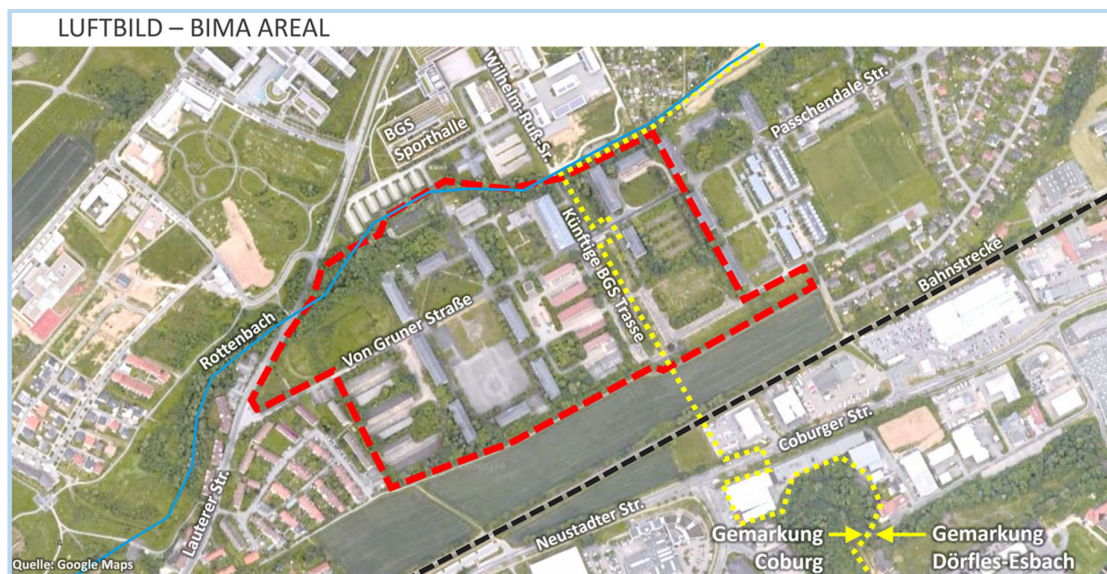 LUFTBILD – BIMA AREAL
BGS
Sporthalle
Wilhelm-Ruß-Sr.
Passchendale Str.
Künftige BGS Trasse
Bahnstrecke
Von Gruner Straße
Rottenbach
Lauterer Str.
Coburger Str.
Neustadter Str.
Gemarkung
Coburg
Gemarkung
Dörfles-Esbach
Quelle: Google Maps